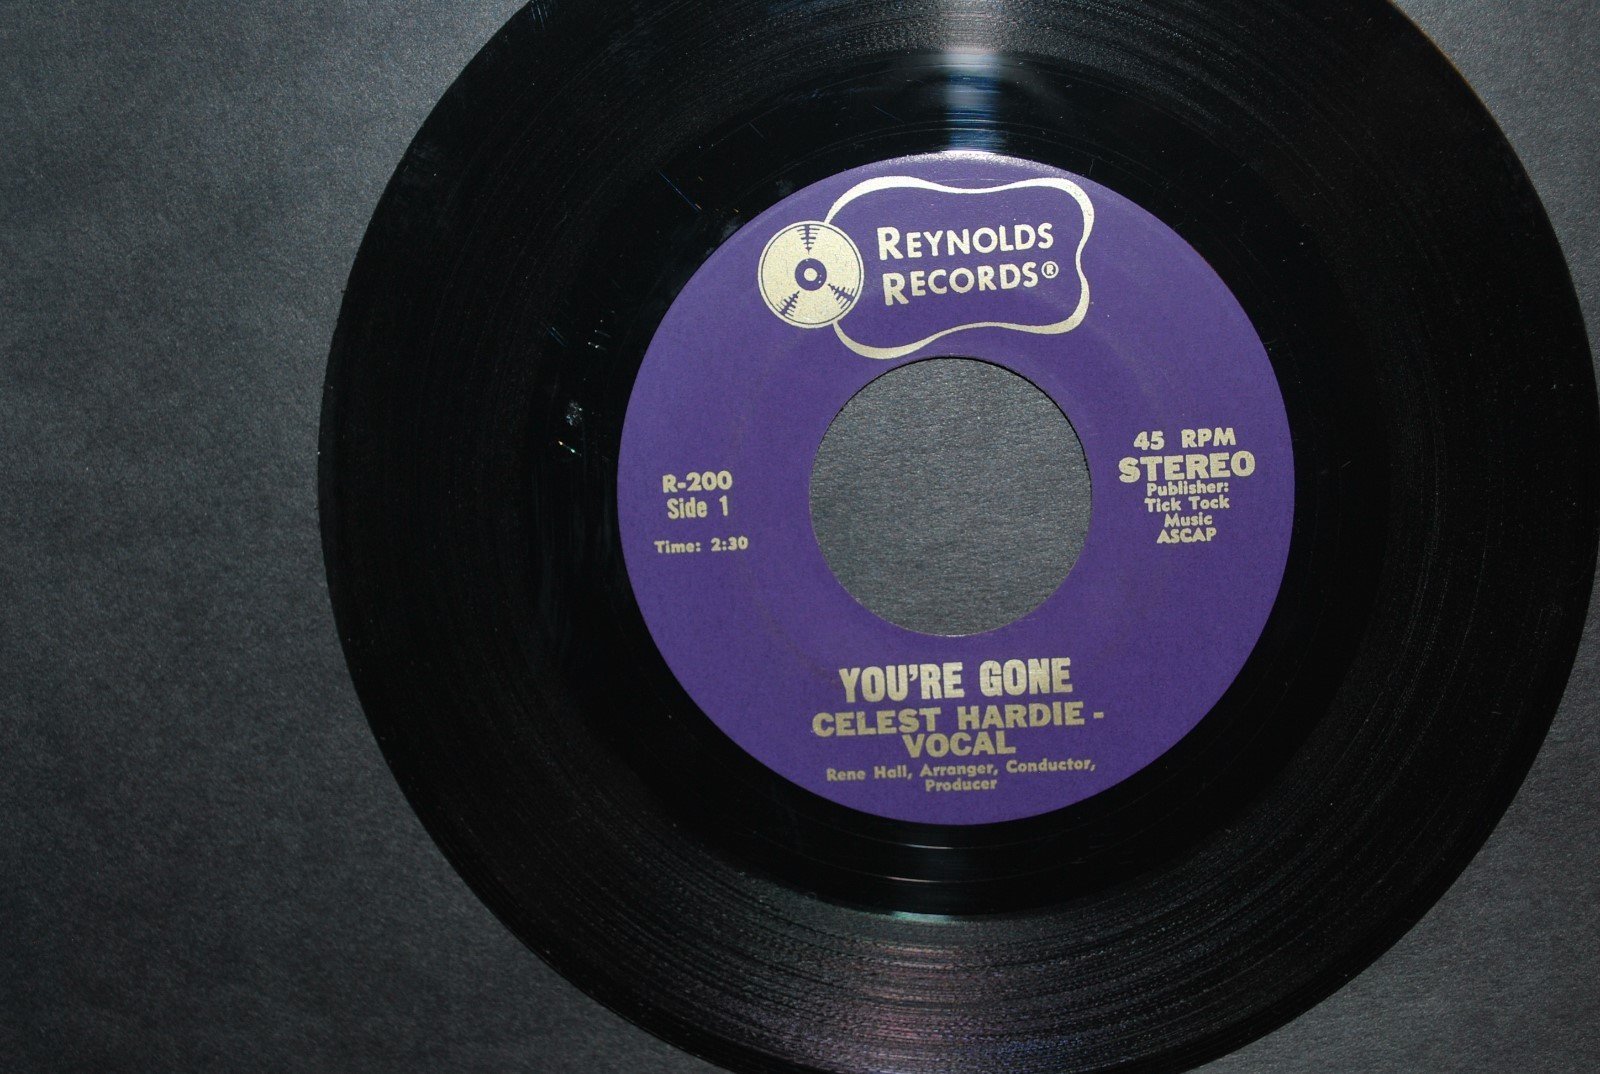 REYNOLDS
RECORDS®
R-200
Side 1
Time: 2:30
45 RPM
STEREO
Publisher:
Tick Tock
Music
ASCAP
YOU'RE GONE
CELEST HARDIE -
VOCAL
Rene Hall, Arranger, Conductor,
Producer